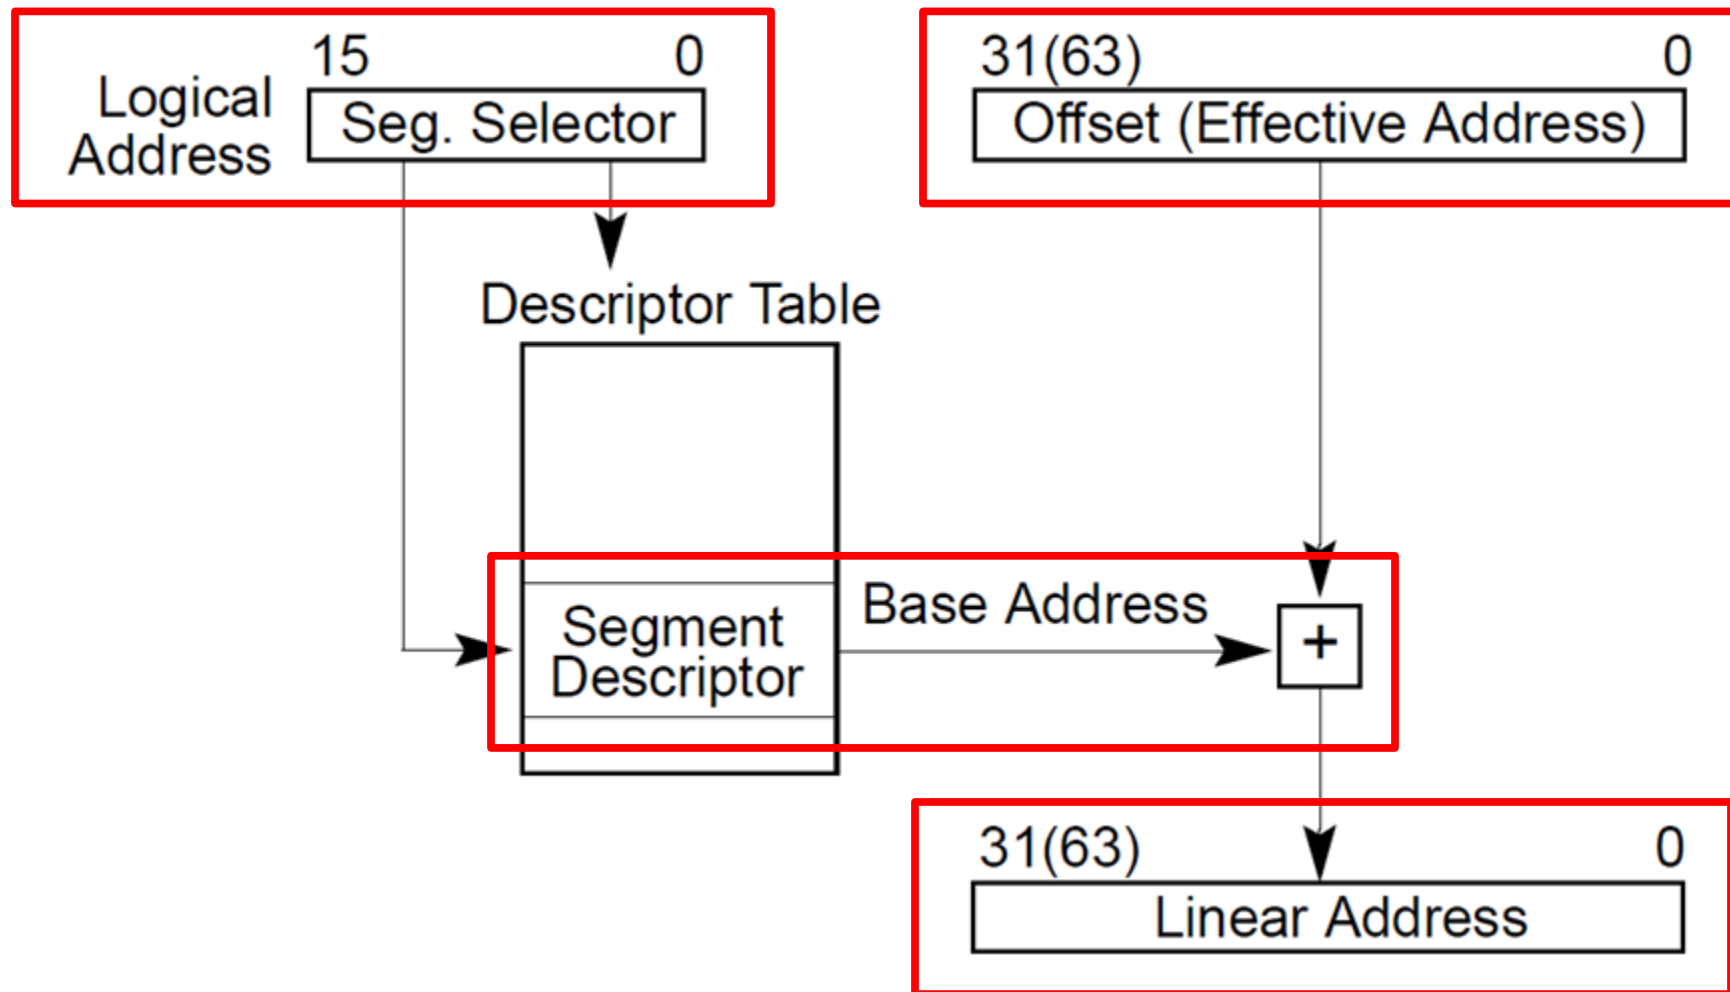 15 0
31(63) 0
Logical
Address
Seg. Selector
Offset (Effective Address)
Descriptor Table
Segment
Descriptor
Base Address
+
31(63) 0
Linear Address